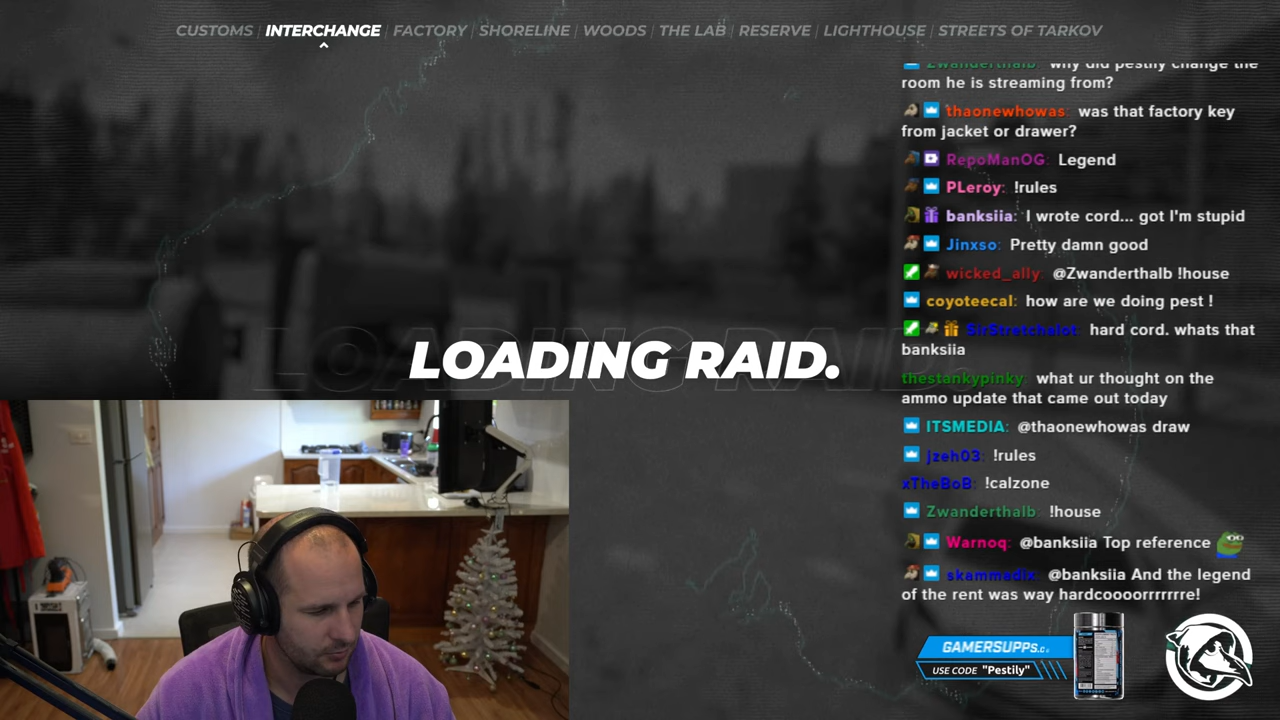 CUSTOMS | INTERCHANGE | FACTORY | SHORELINE | WOODS | THE LAB | RESERVE | LIGHTHOUSE | STREETS OF TARKOV
Zwanderthalb: why did pestily change the
room he is streaming from?
thaonewhowas: was that factory key
from jacket or drawer?
RepoManOG: Legend
PLeroy: !rules
banksiia: I wrote cord... got I'm stupid
Jinxso: Pretty damn good
wicked_ally: @Zwanderthalb !house
coyoteecal: how are we doing pest !
SirStretchalot: hard cord. whats that
banksiia
LOADING RAID.
thestankypinky: what ur thought on the
ammo update that came out today
ITSMEDIA: @thaonewhowas draw
jzeh03: !rules
xTheBoB: !calzone
Zwanderthalb: !house
Warnoq: @banksiia Top reference
skammadix: @banksiia And the legend
of the rent was way hardcoooorrrrrrre!
GAMERSUPPS.
USE CODE "Pestily"